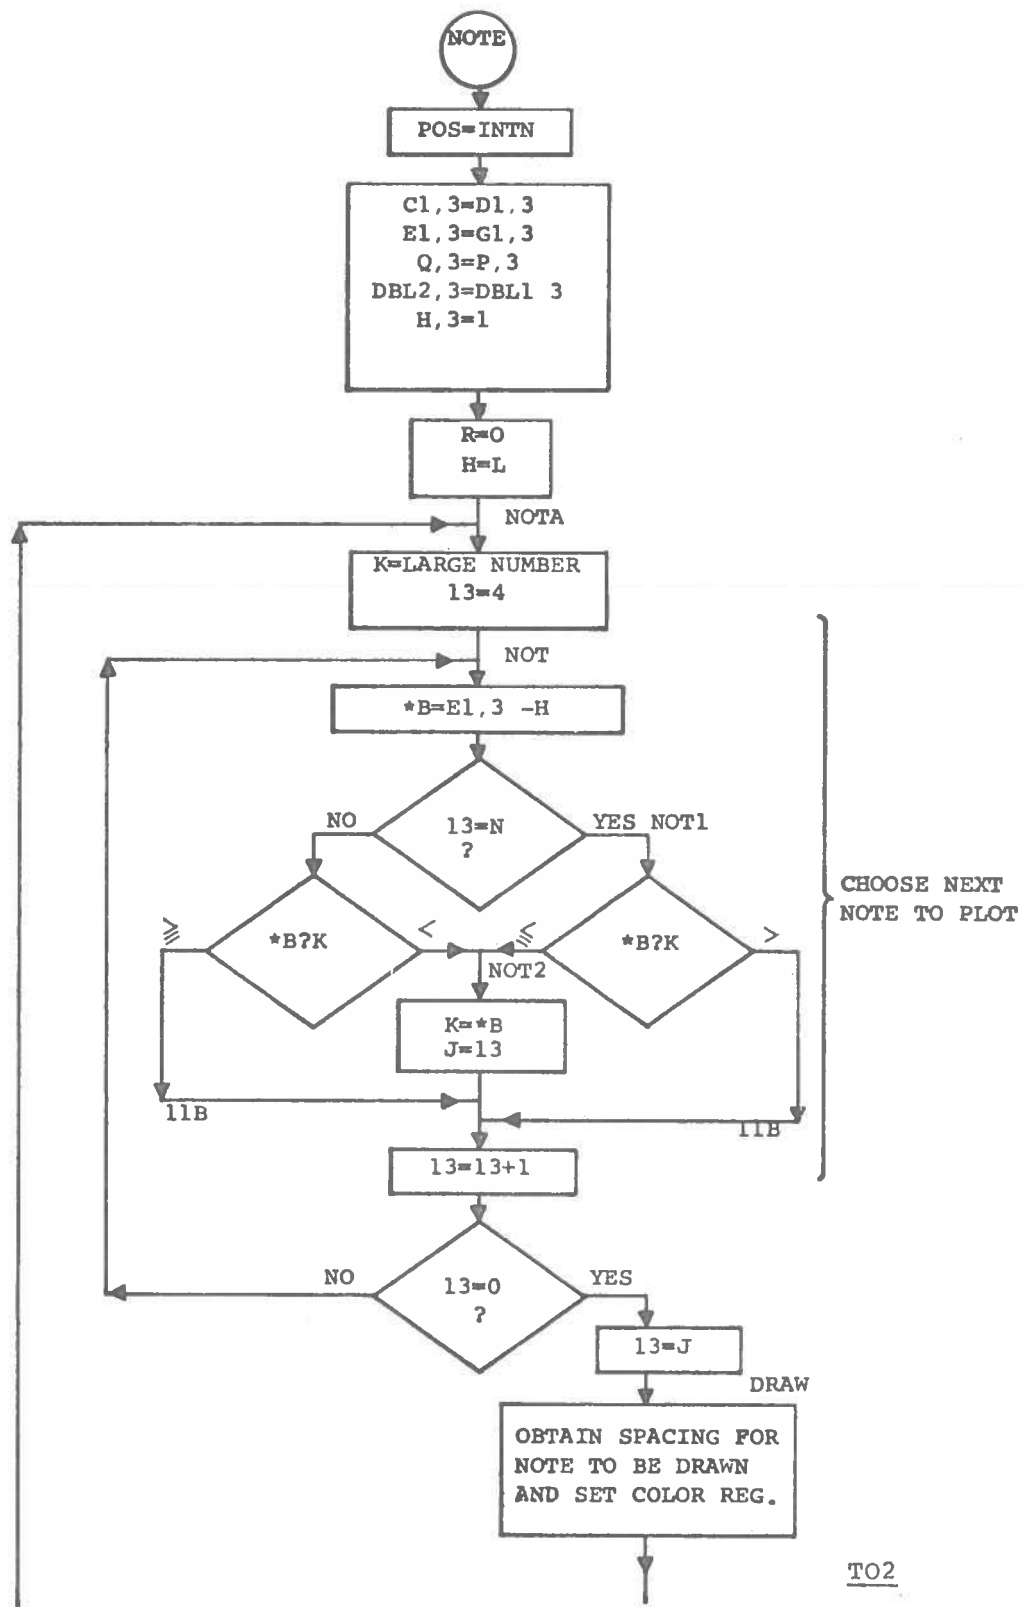 NOTE
POS=INTN
C1,3=D1,3
E1,3=G1,3
Q,3=P,3
DBL2,3=DBL1 3
H,3=1
R=O
H=L
NOTA
K=LARGE NUMBER
13=4
NOT
*B=E1,3 -H
NO
13=N
?
YES NOT1
≥
*B?K
<
≤
*B?K
>
CHOOSE NEXT
NOTE TO PLOT
NOT2
K=*B
J=13
11B
11B
13=13+1
NO
13=0
?
YES
13=J
DRAW
OBTAIN SPACING FOR
NOTE TO BE DRAWN
AND SET COLOR REG.
TO2